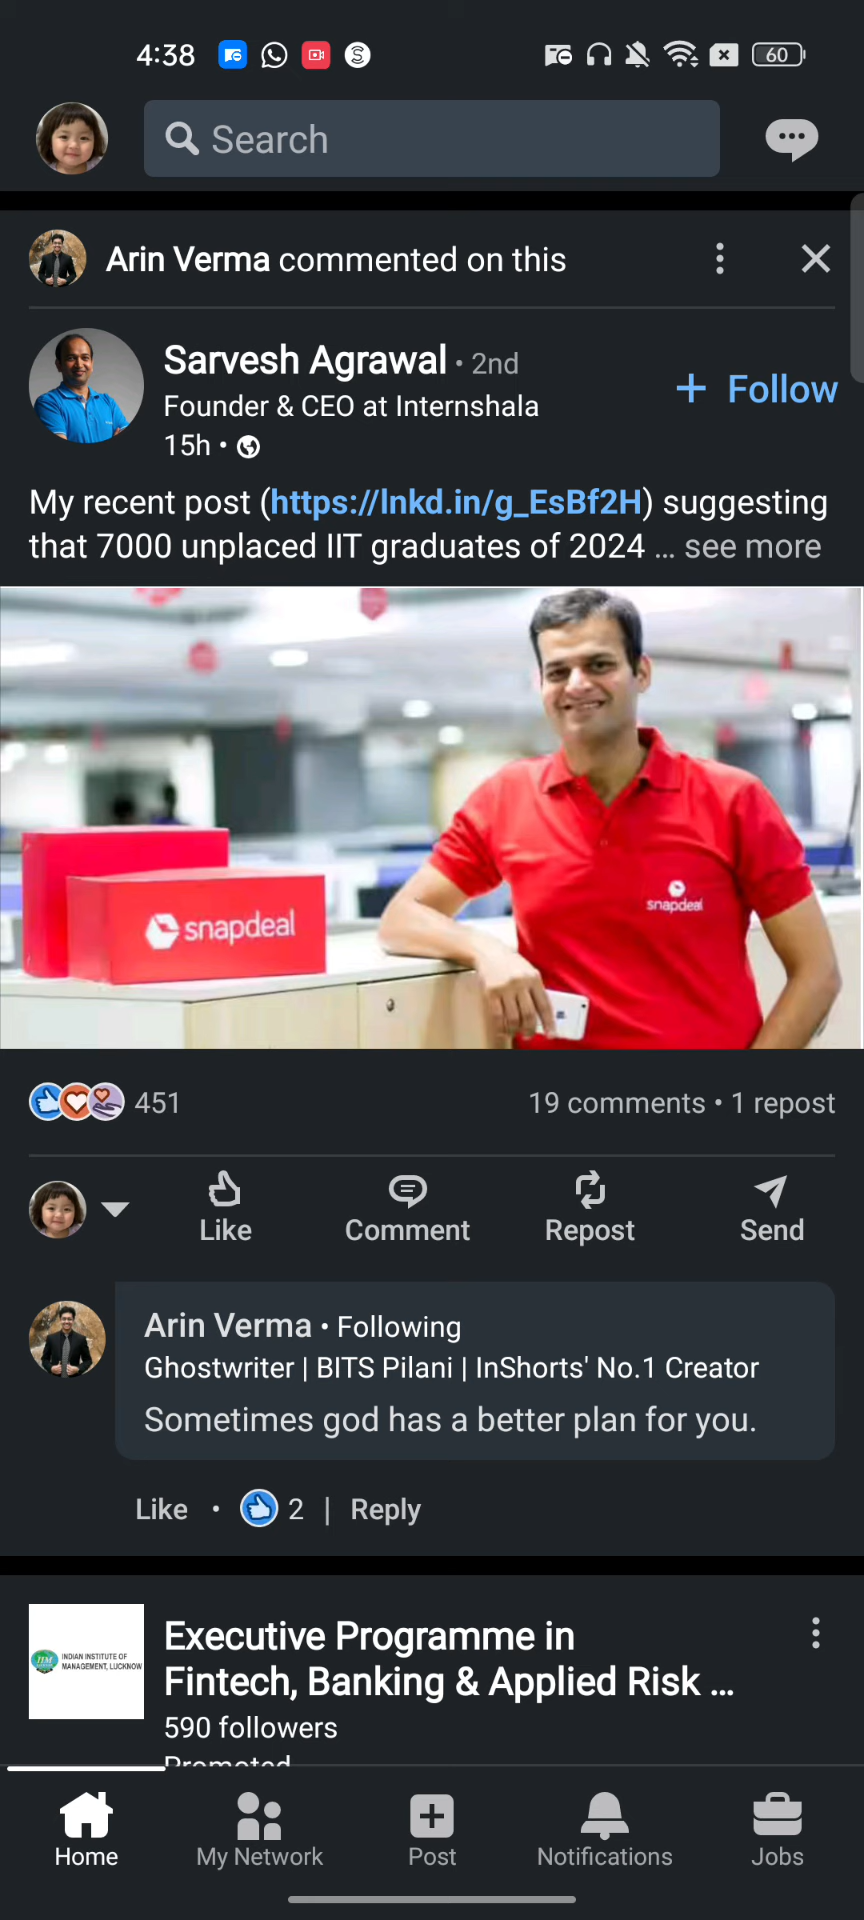 4:38
60
Search
Arin Verma commented on this
Sarvesh Agrawal • 2nd
Founder & CEO at Internshala
15h •
+ Follow
My recent post (https://lnkd.in/g_EsBf2H) suggesting
that 7000 unplaced IIT graduates of 2024 ... see more
snapdeal
snapdeal
451
19 comments • 1 repost
Like
Comment
Repost
Send
Arin Verma • Following
Ghostwriter | BITS Pilani | InShorts' No.1 Creator
Sometimes god has a better plan for you.
Like • 2 | Reply
IIM
INDIAN INSTITUTE OF
MANAGEMENT, LUCKNOW
Executive Programme in
Fintech, Banking & Applied Risk ...
590 followers
Promoted
Home
My Network
Post
Notifications
Jobs